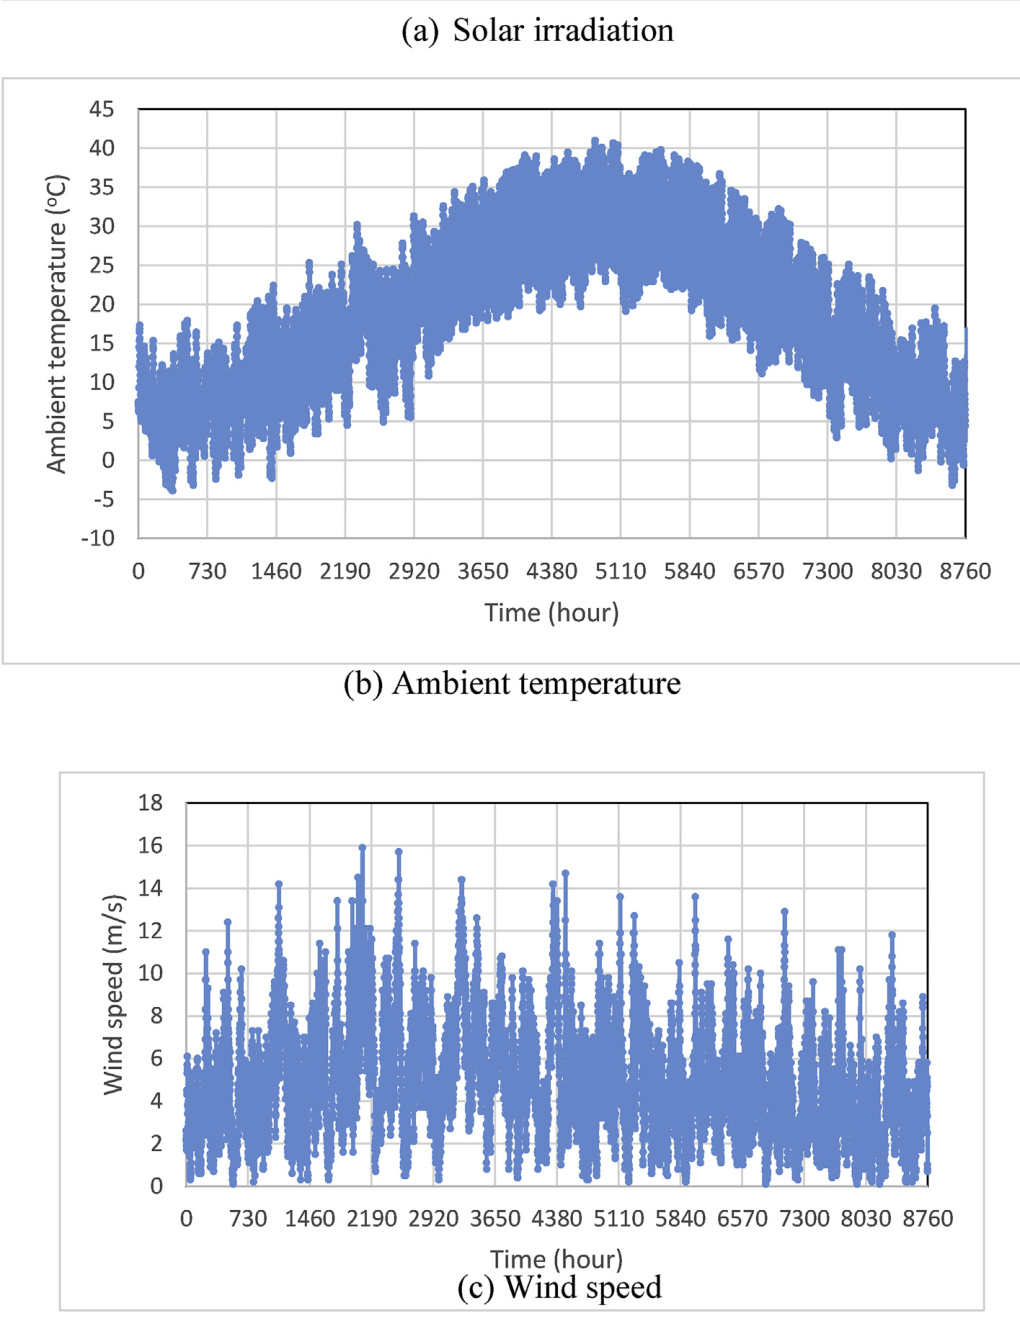 (a) Solar irradiation
45
40
35
30
25
20
15
10
5
0
-5
-10
Ambient temperature (ºC)
0 730 1460 2190 2920 3650 4380 5110 5840 6570 7300 8030 8760
Time (hour)
(b) Ambient temperature
18
16
14
12
10
8
6
4
2
0
Wind speed (m/s)
0 730 1460 2190 2920 3650 4380 5110 5840 6570 7300 8030 8760
Time (hour)
(c) Wind speed